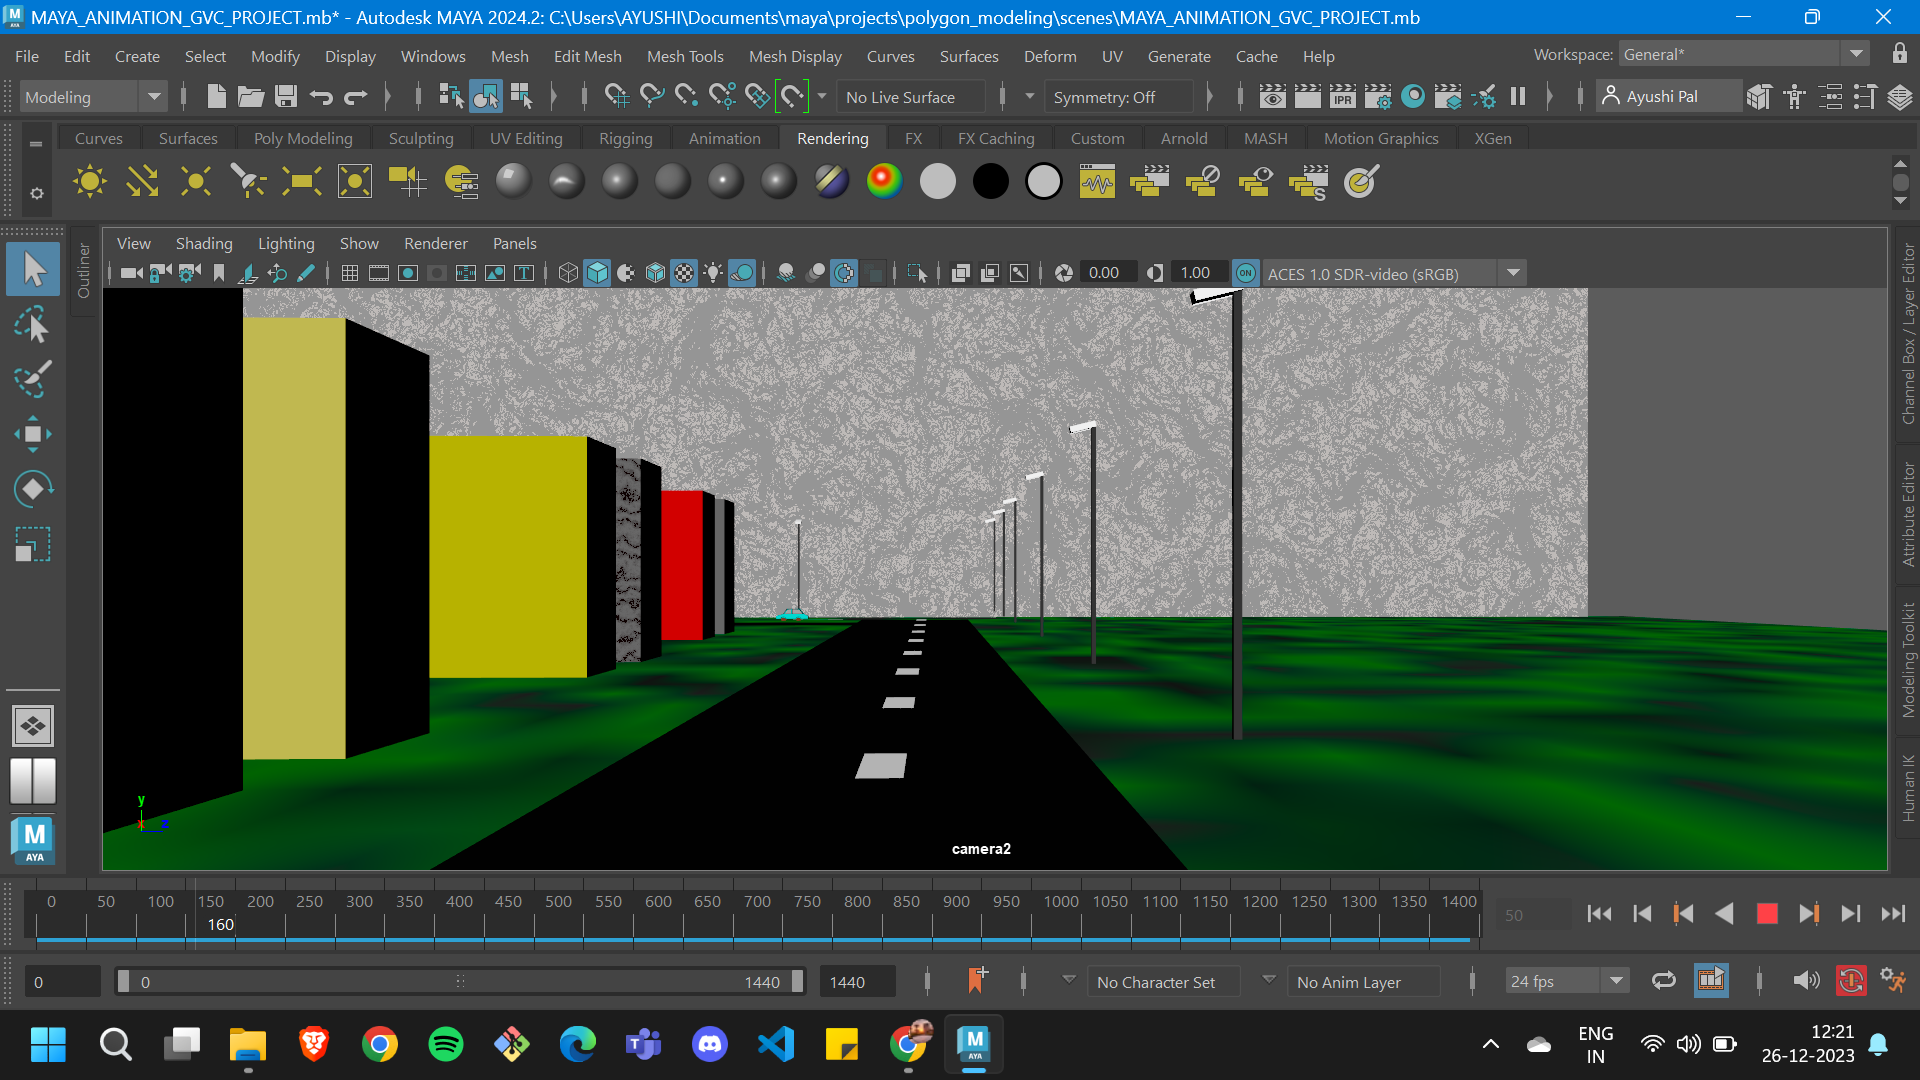 MAYA_ANIMATION_GVC_PROJECT.mb* - Autodesk MAYA 2024.2: C:\Users\AYUSHI\Documents\maya\projects\polygon_modeling\scenes\MAYA_ANIMATION_GVC_PROJECT.mb
File Edit Create Select Modify Display Windows Mesh Edit Mesh Mesh Tools Mesh Display Curves Surfaces Deform UV Generate Cache Help Workspace: General*
Modeling No Live Surface Symmetry: Off IPR Ayushi Pal
Curves Surfaces Poly Modeling Sculpting UV Editing Rigging Animation Rendering FX FX Caching Custom Arnold MASH Motion Graphics XGen
S
View Shading Lighting Show Renderer Panels
T 0.00 1.00 ON ACES 1.0 SDR-video (sRGB)
Outliner
Channel Box / Layer Editor
Attribute Editor
Modeling Toolkit
Human IK
y
x z
camera2
M
AYA
0 50 100 150 200 250 300 350 400 450 500 550 600 650 700 750 800 850 900 950 1000 1050 1100 1150 1200 1250 1300 1350 1400
160
50
0 0 1440 1440 No Character Set No Anim Layer 24 fps
M
AYA
ENG
IN
12:21
26-12-2023